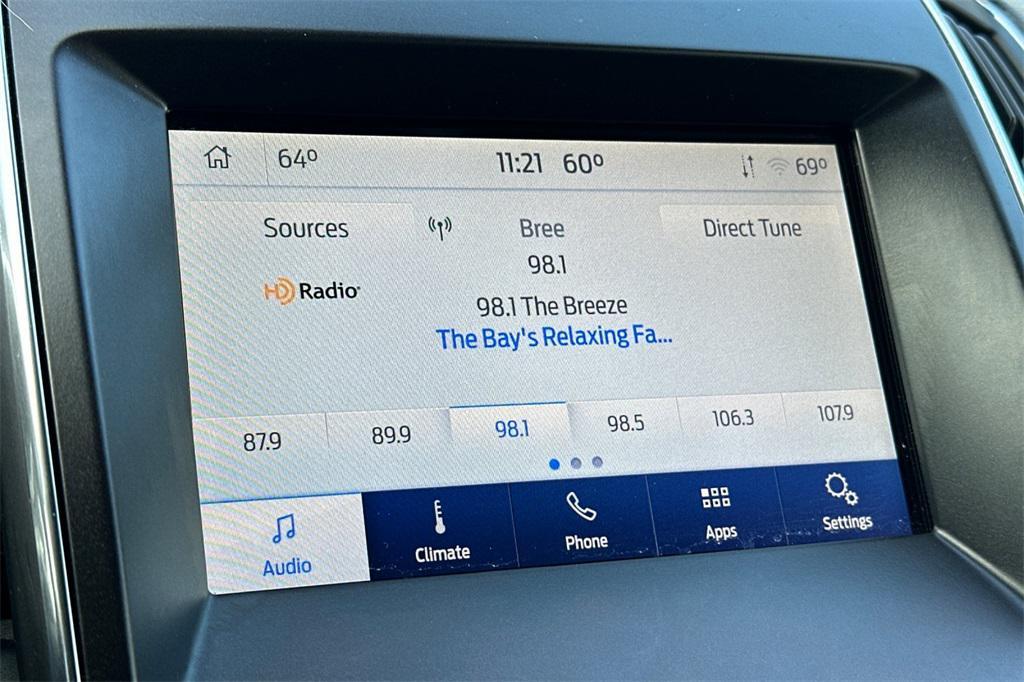 64° 11:21 60° 69°
Sources Bree Direct Tune
98.1
HD Radio
98.1 The Breeze
The Bay's Relaxing Fa...
87.9 89.9 98.1 98.5 106.3 107.9
Audio Climate Phone Apps Settings